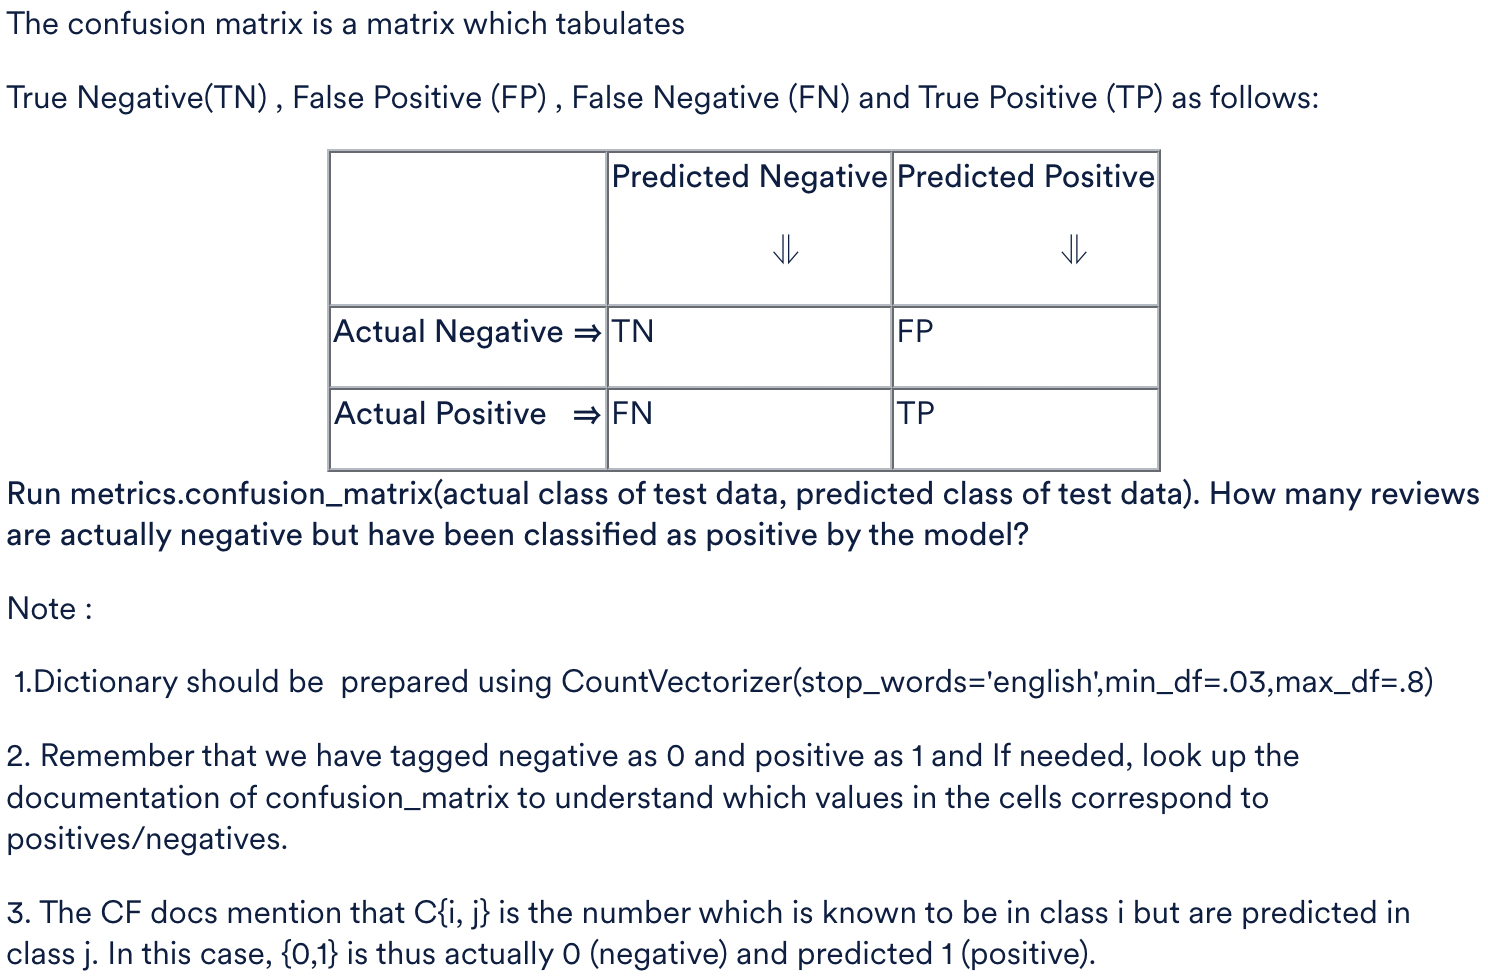 The confusion matrix is a matrix which tabulates
True Negative(TN) , False Positive (FP) , False Negative (FN) and True Positive (TP) as follows:
Predicted Negative Predicted Positive
⇓ ⇓
Actual Negative ⇒ TN FP
Actual Positive ⇒ FN TP
Run metrics.confusion_matrix(actual class of test data, predicted class of test data). How many reviews
are actually negative but have been classified as positive by the model?
Note :
1.Dictionary should be prepared using CountVectorizer(stop_words='english',min_df=.03,max_df=.8)
2. Remember that we have tagged negative as 0 and positive as 1 and If needed, look up the
documentation of confusion_matrix to understand which values in the cells correspond to
positives/negatives.
3. The CF docs mention that C{i, j} is the number which is known to be in class i but are predicted in
class j. In this case, {0,1} is thus actually 0 (negative) and predicted 1 (positive).